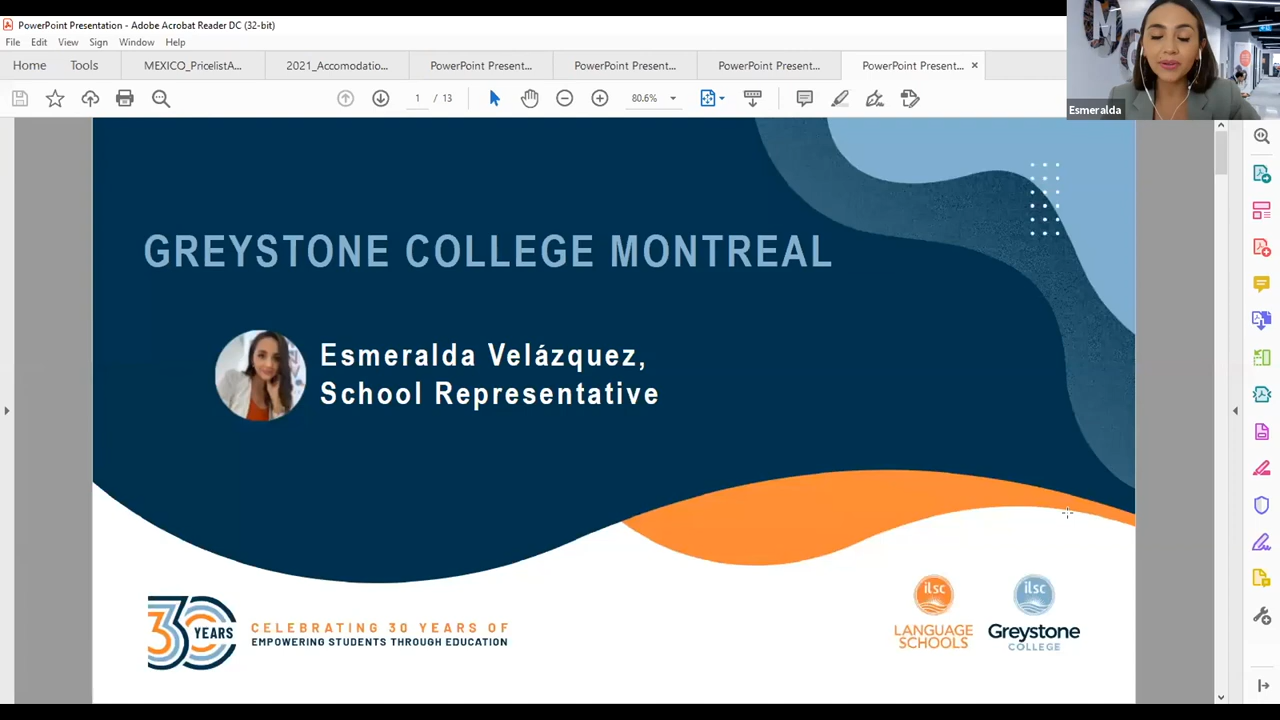 PowerPoint Presentation - Adobe Acrobat Reader DC (32-bit)
File Edit View Sign Window Help
Home Tools MEXICO_PricelistA... 2021_Accomodatio... PowerPoint Present... PowerPoint Present... PowerPoint Present... PowerPoint Present... ×
1 / 13 80.6%
Esmeralda
GREYSTONE COLLEGE MONTREAL
Esmeralda Velázquez,
School Representative
30 YEARS
CELEBRATING 30 YEARS OF
EMPOWERING STUDENTS THROUGH EDUCATION
ilsc
LANGUAGE
SCHOOLS
ilsc
Greystone
COLLEGE